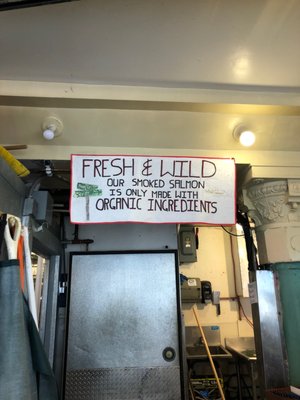 FRESH & WILD
OUR SMOKED SALMON
IS ONLY MADE WITH
ORGANIC INGREDIENTS